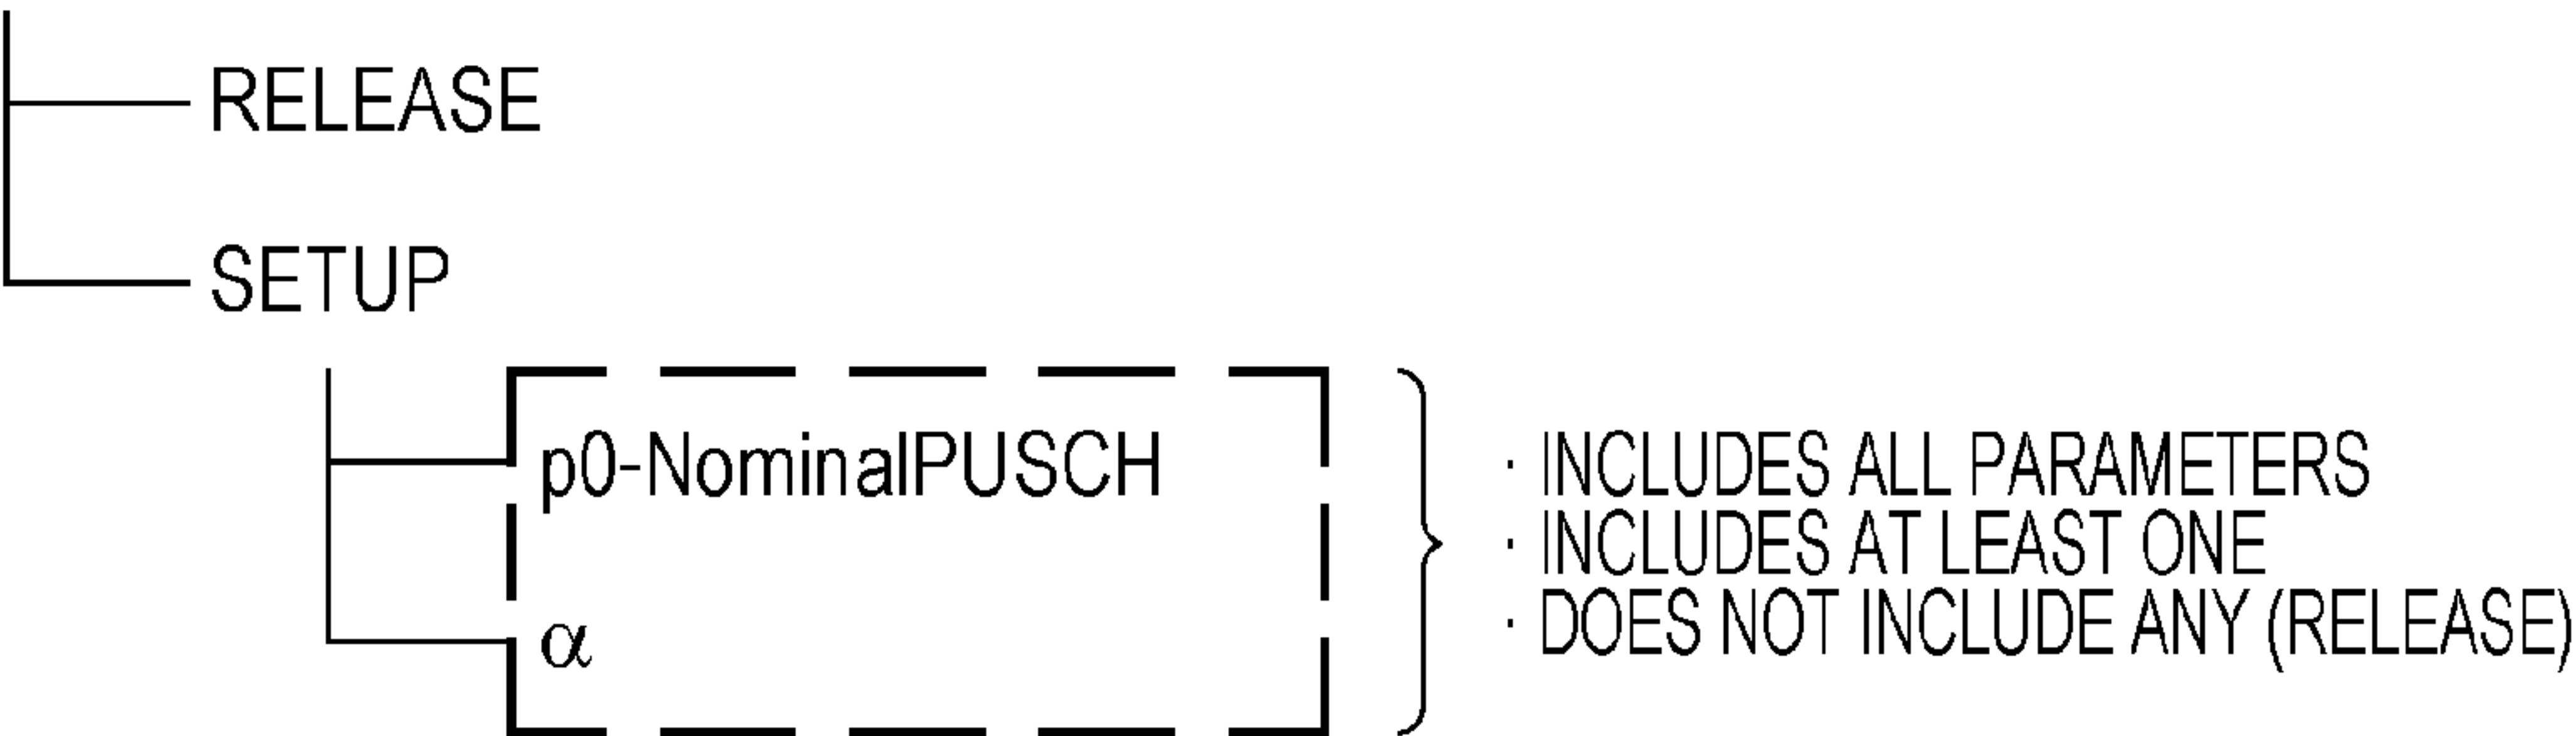 RELEASE
SETUP
p0-NominalPUSCH
α
· INCLUDES ALL PARAMETERS
· INCLUDES AT LEAST ONE
· DOES NOT INCLUDE ANY (RELEASE)